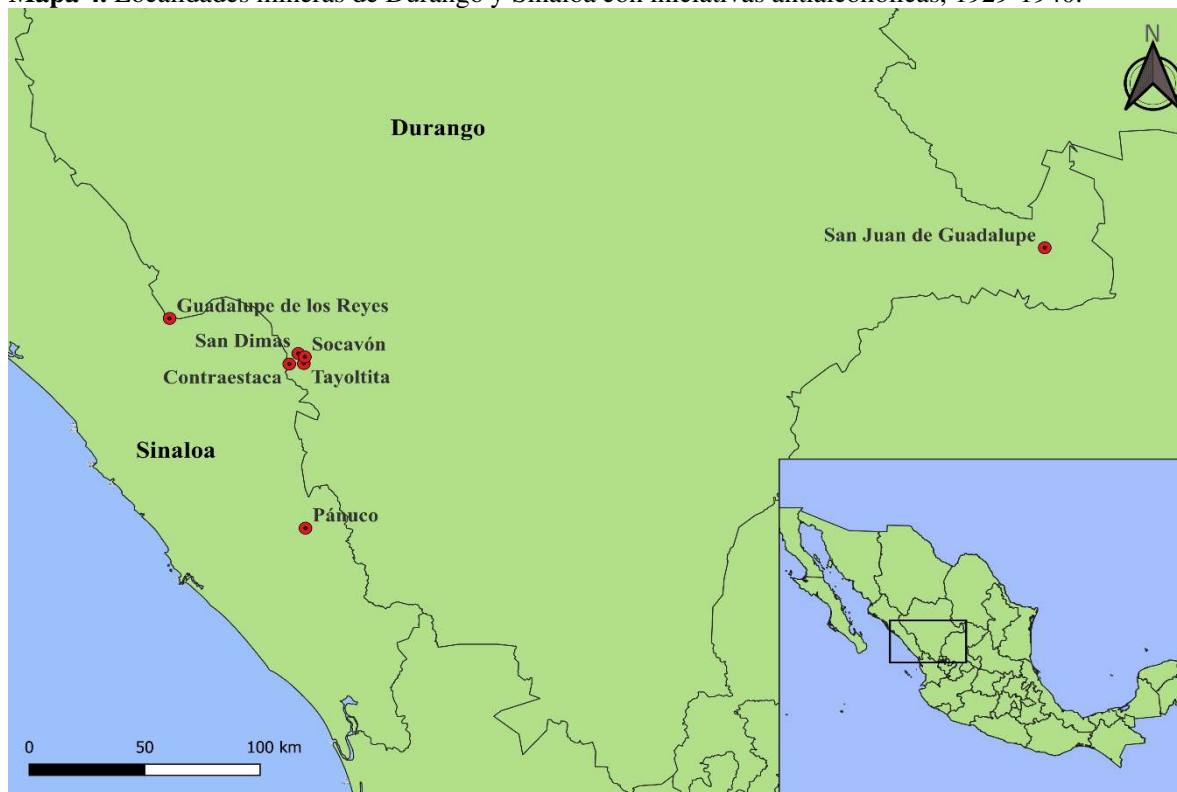 Mapa 4. Localidades mineras de Durango y Sinaloa con iniciativas antialcohólicas, 1929-1940.
N
Durango
San Juan de Guadalupe
Guadalupe de los Reyes
San Dimas
Socavón
Contraestaca
Tayoltita
Sinaloa
Pánuco
0 50 100 km